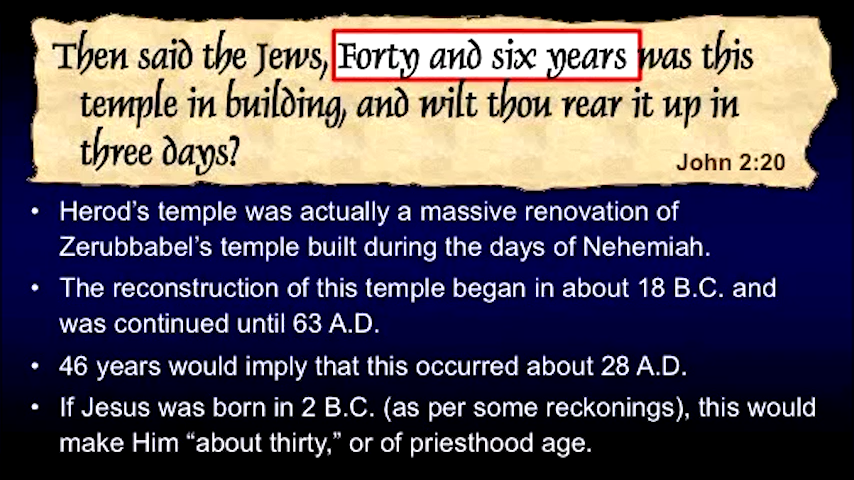 Then said the Jews, Forty and six years was this
temple in building, and wilt thou rear it up in
three days?
John 2:20
• Herod's temple was actually a massive renovation of
Zerubbabel's temple built during the days of Nehemiah.
• The reconstruction of this temple began in about 18 B.C. and
was continued until 63 A.D.
• 46 years would imply that this occurred about 28 A.D.
• If Jesus was born in 2 B.C. (as per some reckonings), this would
make Him “about thirty,” or of priesthood age.